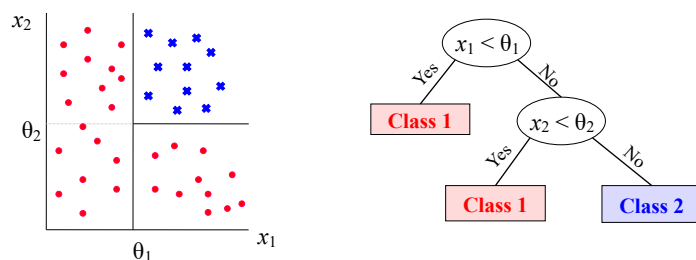 x₂
θ₂
θ₁
x₁
x₁ < θ₁
Yes
No
Class 1
x₂ < θ₂
Yes
No
Class 1
Class 2